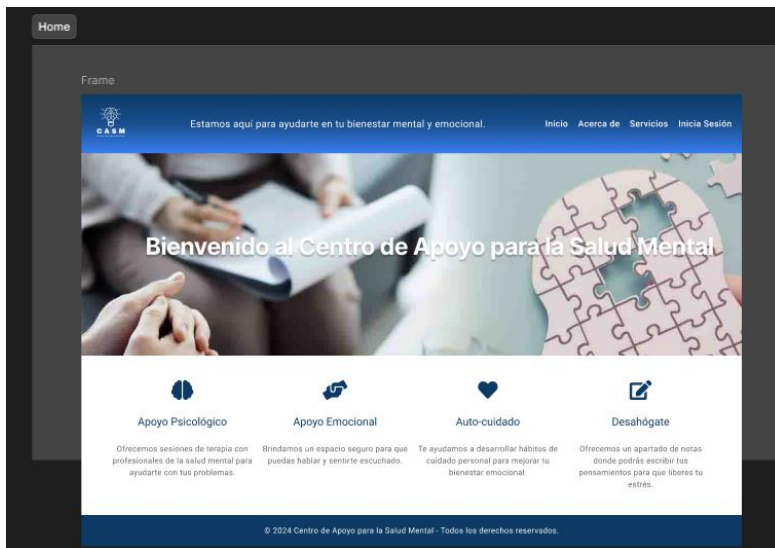 Home
Frame
CASM
Estamos aquí para ayudarte en tu bienestar mental y emocional.
Inicio Acerca de Servicios Inicia Sesión
Bienvenido al Centro de Apoyo para la Salud Mental
Apoyo Psicológico
Ofrecemos sesiones de terapia con
profesionales de la salud mental para
ayudarte con tus problemas.
Apoyo Emocional
Brindamos un espacio seguro para que
puedas hablar y sentirte escuchado.
Auto-cuidado
Te ayudamos a desarrollar hábitos de
cuidado personal para mejorar tu
bienestar emocional.
Desahógate
Ofrecemos un apartado de notas
donde podrás escribir tus
pensamientos para que liberes tu
estrés.
© 2024 Centro de Apoyo para la Salud Mental - Todos los derechos reservados.